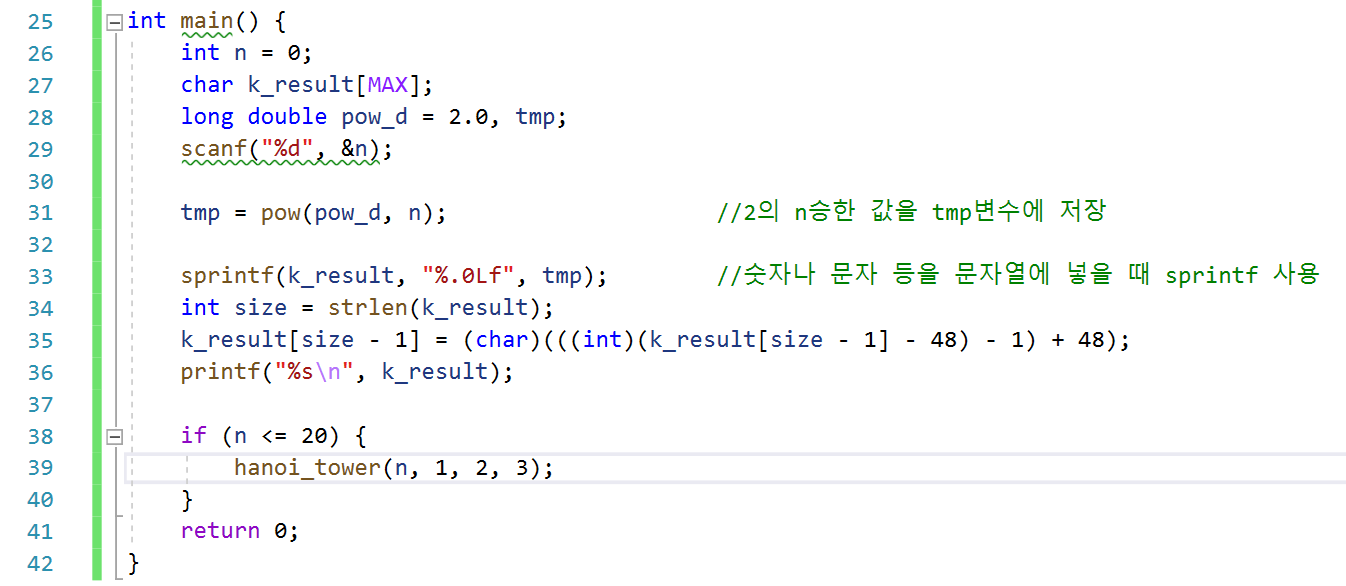 25 int main() {
26 int n = 0;
27 char k_result[MAX];
28 long double pow_d = 2.0, tmp;
29 scanf("%d", &n);
30
31 tmp = pow(pow_d, n); //2의 n승한 값을 tmp변수에 저장
32
33 sprintf(k_result, "%.0Lf", tmp); //숫자나 문자 등을 문자열에 넣을 때 sprintf 사용
34 int size = strlen(k_result);
35 k_result[size - 1] = (char)(((int)(k_result[size - 1] - 48) - 1) + 48);
36 printf("%s\n", k_result);
37
38 if (n <= 20) {
39 hanoi_tower(n, 1, 2, 3);
40 }
41 return 0;
42 }